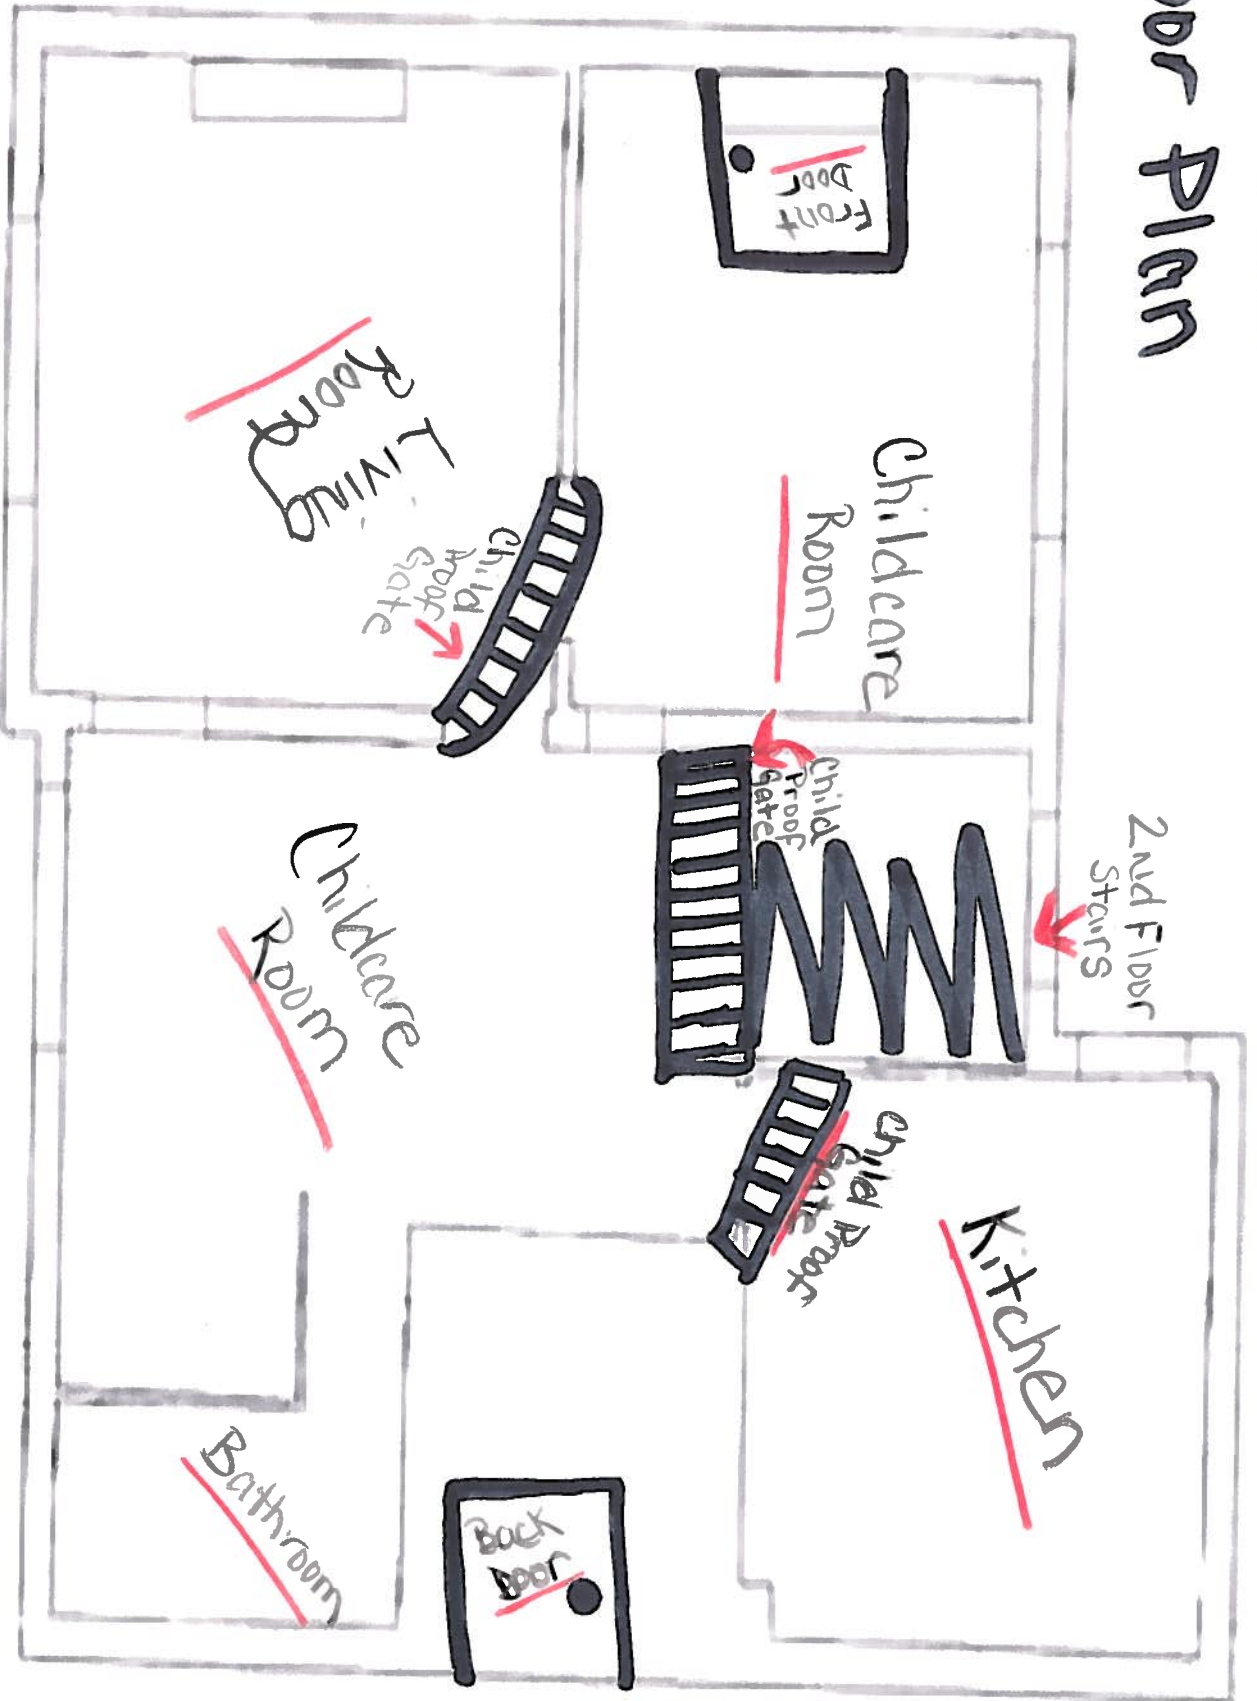 oor Plan
Front
Door
Childcare
Room
Living
Room
Child
Proof
Gate
Child
Proof
Gate
2nd Floor
Stairs
Childcare
Room
Child Proof
Gate
Kitchen
Back
Door
Bathroom